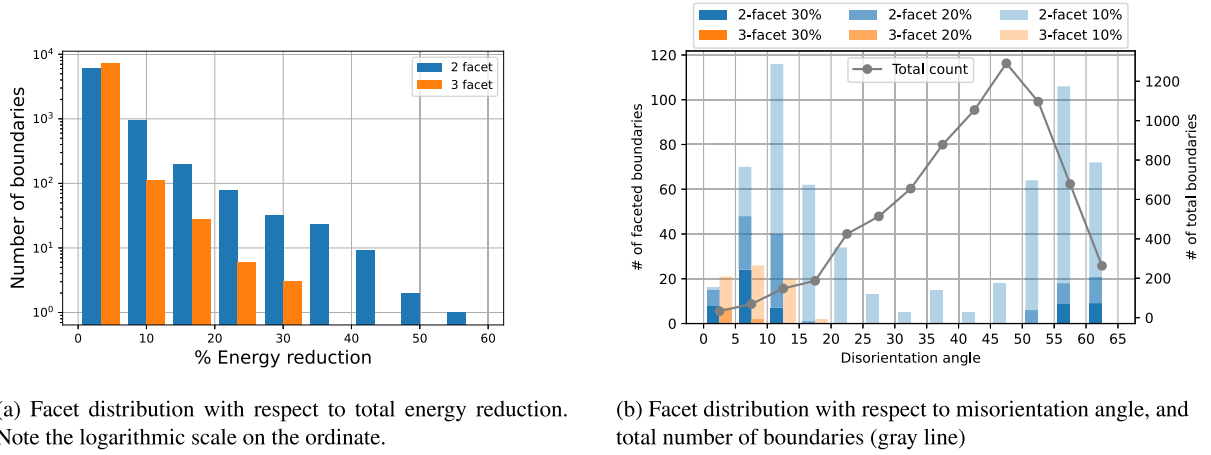 2-facet 30%
2-facet 20%
2-facet 10%
3-facet 30%
3-facet 20%
3-facet 10%
10⁴
10³
10²
10¹
10⁰
Number of boundaries
2 facet
3 facet
0 10 20 30 40 50 60
% Energy reduction
120
100
80
60
40
20
0
# of faceted boundaries
Total count
1200
1000
800
600
400
200
0
# of total boundaries
0 5 10 15 20 25 30 35 40 45 50 55 60 65
Disorientation angle
(a) Facet distribution with respect to total energy reduction.
Note the logarithmic scale on the ordinate.
(b) Facet distribution with respect to misorientation angle, and
total number of boundaries (gray line)